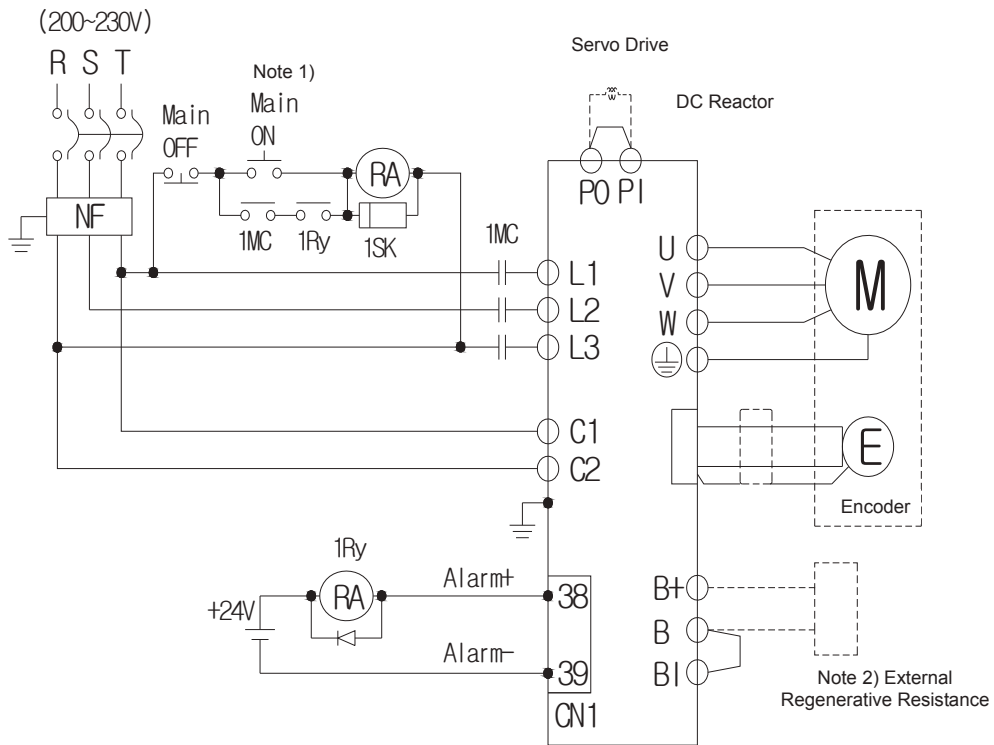 (200~230V)
R S T
Note 1)
Main
OFF
Main
ON
RA
NF
1MC
1Ry
1SK
1MC
Servo Drive
DC Reactor
PO PI
L1
L2
L3
C1
C2
U
V
W
M
E
Encoder
1Ry
RA
+24V
Alarm+
Alarm-
38
39
CN1
B+
B
BI
Note 2) External
Regenerative Resistance